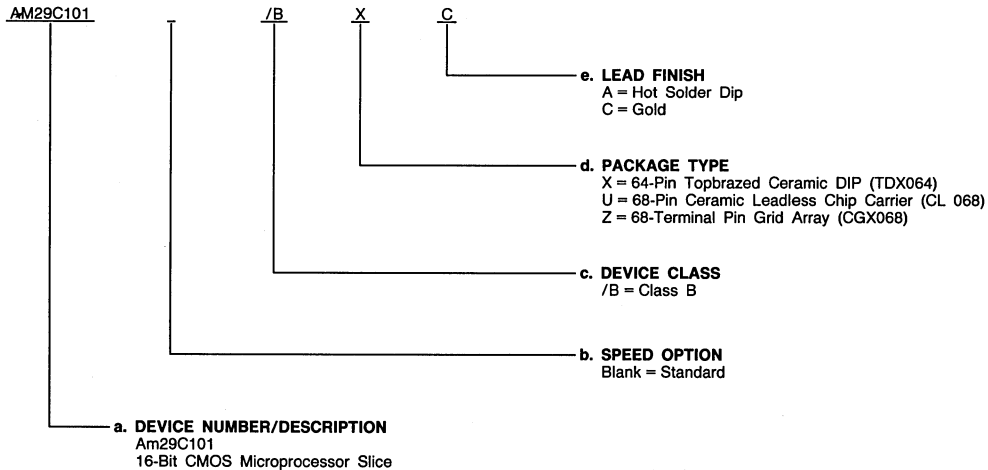 AM29C101 - /B X C
e. LEAD FINISH
A = Hot Solder Dip
C = Gold
d. PACKAGE TYPE
X = 64-Pin Topbrazed Ceramic DIP (TDX064)
U = 68-Pin Ceramic Leadless Chip Carrier (CL 068)
Z = 68-Terminal Pin Grid Array (CGX068)
c. DEVICE CLASS
/B = Class B
b. SPEED OPTION
Blank = Standard
a. DEVICE NUMBER/DESCRIPTION
Am29C101
16-Bit CMOS Microprocessor Slice